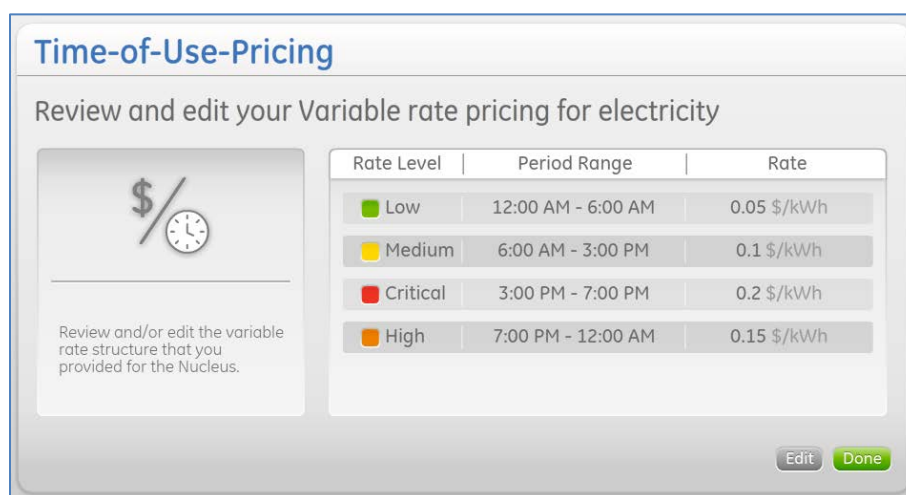 Time-of-Use-Pricing
Review and edit your Variable rate pricing for electricity
$
Review and/or edit the variable
rate structure that you
provided for the Nucleus.
Rate Level | Period Range | Rate
Low 12:00 AM - 6:00 AM 0.05 $/kWh
Medium 6:00 AM - 3:00 PM 0.1 $/kWh
Critical 3:00 PM - 7:00 PM 0.2 $/kWh
High 7:00 PM - 12:00 AM 0.15 $/kWh
Edit Done